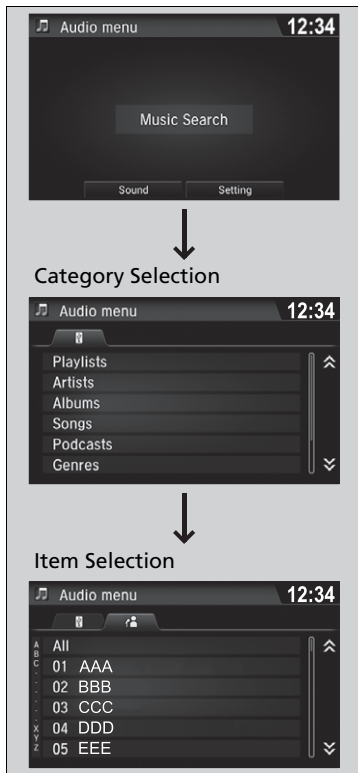 Audio menu 12:34
Music Search
Sound Setting
Category Selection
Audio menu 12:34
Playlists
Artists
Albums
Songs
Podcasts
Genres
Item Selection
Audio menu 12:34
A
B
C
All
01 AAA
02 BBB
03 CCC
04 DDD
05 EEE
X
Y
Z